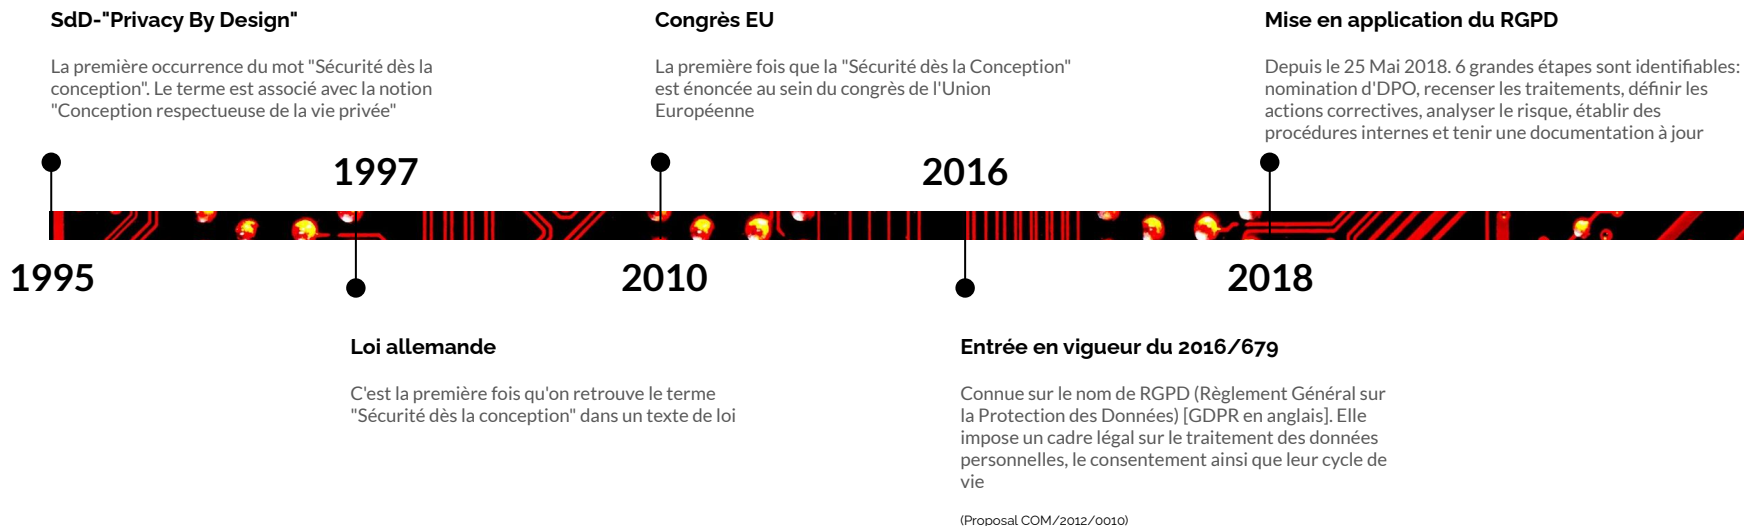 SdD-"Privacy By Design"
La première occurrence du mot "Sécurité dès la
conception". Le terme est associé avec la notion
"Conception respectueuse de la vie privée"
1995
1997
Loi allemande
C'est la première fois qu'on retrouve le terme
"Sécurité dès la conception" dans un texte de loi
Congrès EU
La première fois que la "Sécurité dès la Conception"
est énoncée au sein du congrès de l'Union
Européenne
2010
2016
Entrée en vigueur du 2016/679
Connue sur le nom de RGPD (Règlement Général sur
la Protection des Données) [GDPR en anglais]. Elle
impose un cadre légal sur le traitement des données
personnelles, le consentement ainsi que leur cycle de
vie
(Proposal COM/2012/0010)
Mise en application du RGPD
Depuis le 25 Mai 2018. 6 grandes étapes sont identifiables:
nomination d'DPO, recenser les traitements, définir les
actions correctives, analyser le risque, établir des
procédures internes et tenir une documentation à jour
2018